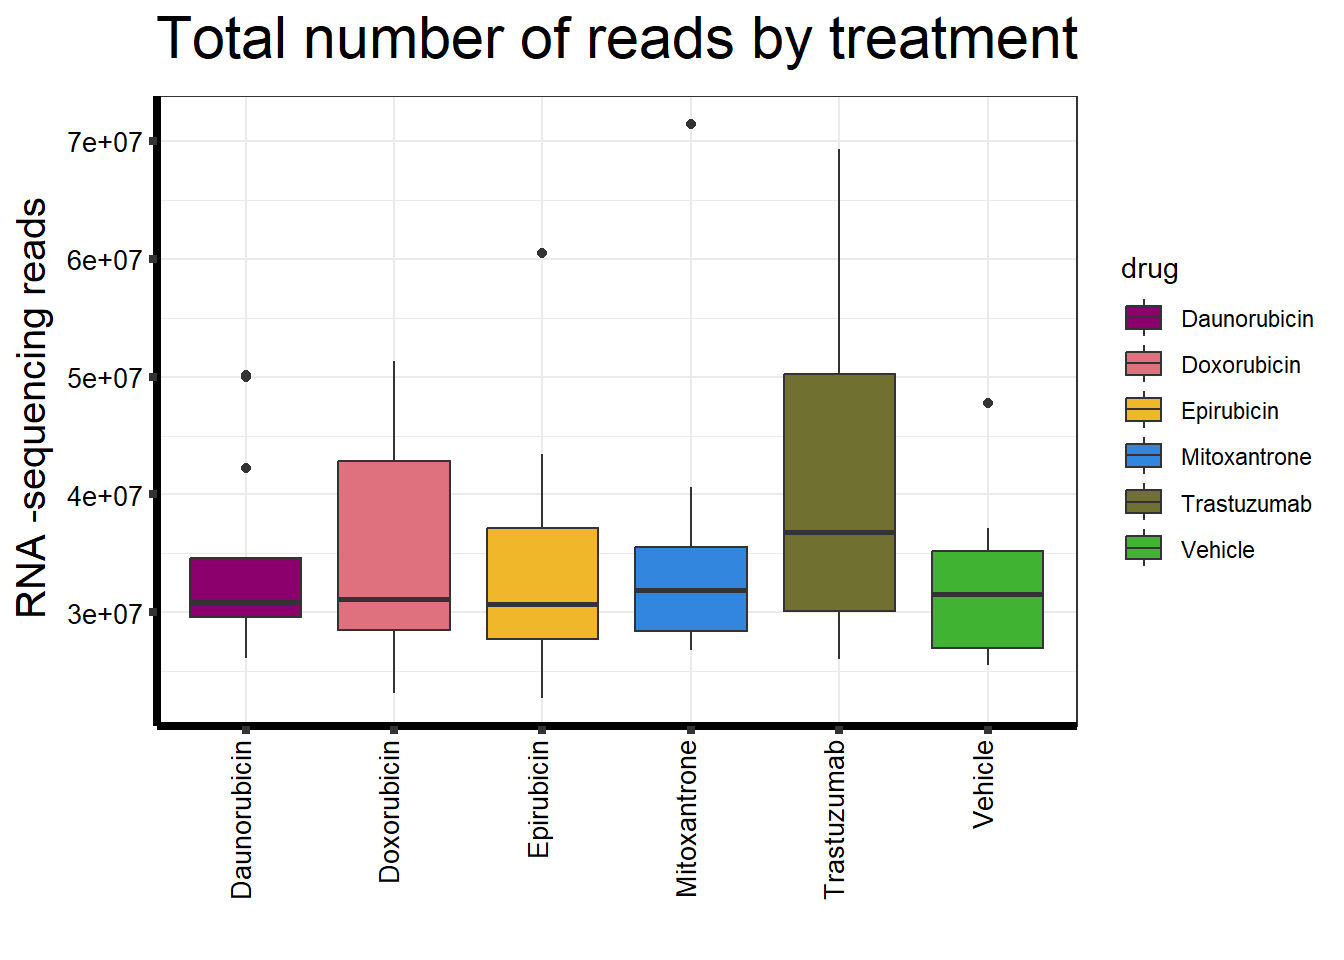 Total number of reads by treatment
RNA -sequencing reads
7e+07
6e+07
5e+07
4e+07
3e+07
Daunorubicin
Doxorubicin
Epirubicin
Mitoxantrone
Trastuzumab
Vehicle
drug
Daunorubicin
Doxorubicin
Epirubicin
Mitoxantrone
Trastuzumab
Vehicle